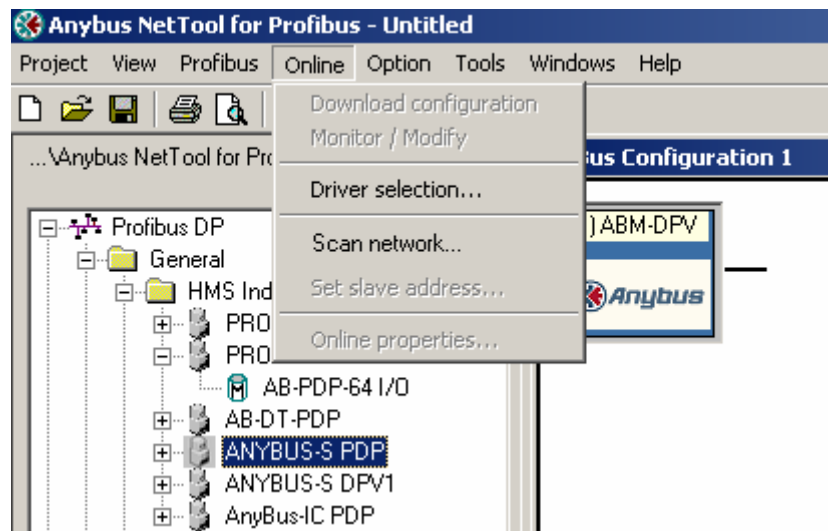 Anybus NetTool for Profibus - Untitled
Project View Profibus Online Option Tools Windows Help
Download configuration
Monitor / Modify
Driver selection...
Scan network...
Set slave address...
Online properties...
...\Anybus NetTool for Pro
us Configuration 1
Profibus DP
General
HMS Ind
PRO
PRO
AB-PDP-64 I/O
AB-DT-PDP
ANYBUS-S PDP
ANYBUS-S DPV1
AnyBus-IC PDP
) ABM-DPV
Anybus